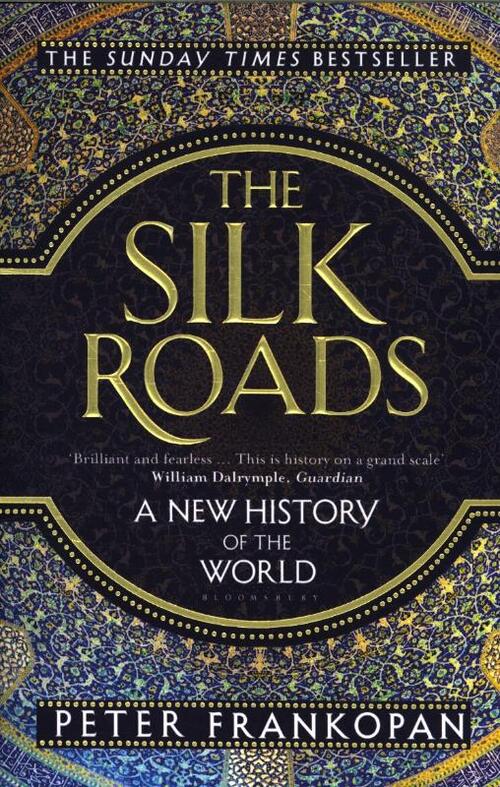 THE SUNDAY TIMES BESTSELLER
THE
SILK
ROADS
'Brilliant and fearless ... This is history on a grand scale'
William Dalrymple, Guardian
A NEW HISTORY
OF THE
WORLD
BLOOMSBURY
PETER FRANKOPAN